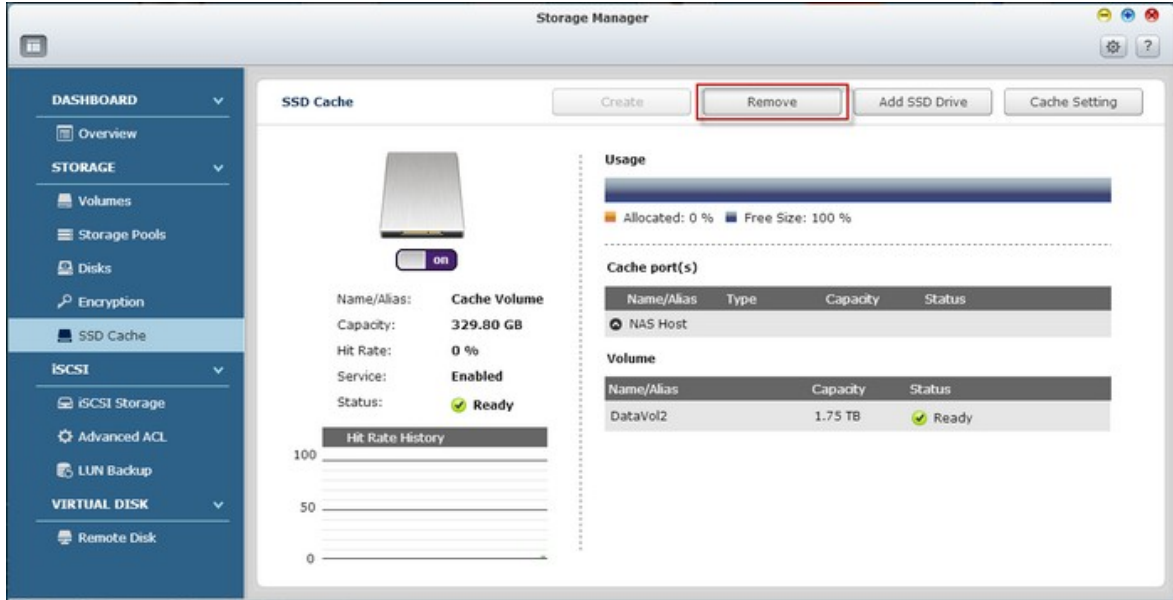 Storage Manager
?
DASHBOARD
Overview
STORAGE
Volumes
Storage Pools
Disks
Encryption
SSD Cache
iSCSI
iSCSI Storage
Advanced ACL
LUN Backup
VIRTUAL DISK
Remote Disk
SSD Cache
Create Remove Add SSD Drive Cache Setting
on
Name/Alias: Cache Volume
Capacity: 329.80 GB
Hit Rate: 0 %
Service: Enabled
Status: Ready
Hit Rate History
100
50
0
Usage
Allocated: 0 % Free Size: 100 %
Cache port(s)
Name/Alias Type Capacity Status
NAS Host
Volume
Name/Alias Capacity Status
DataVol2 1.75 TB Ready